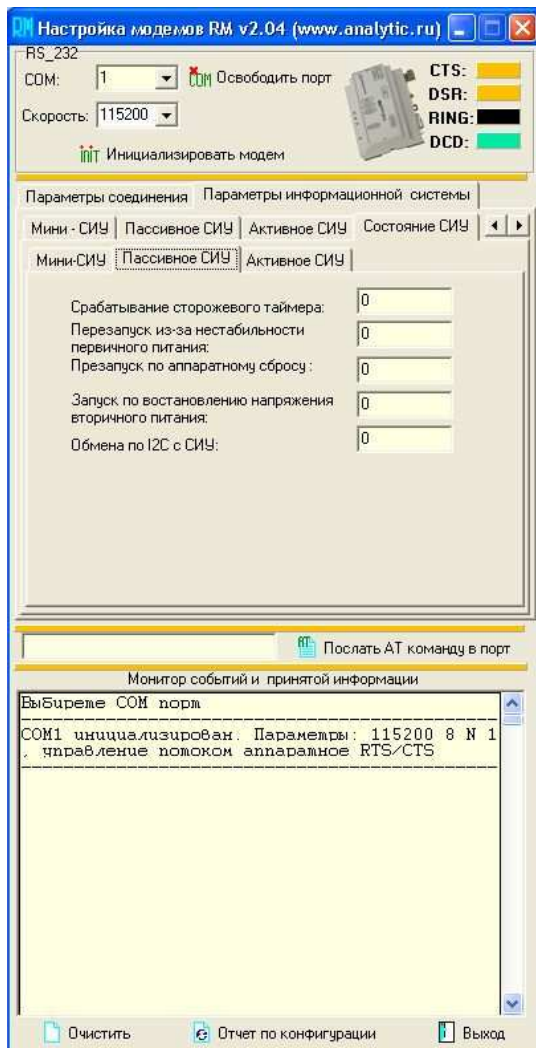 Настройка модемов RM v2.04 (www.analytic.ru)
RS_232
COM: 1
COM Освободить порт
Скорость: 115200
init Инициализировать модем
CTS:
DSR:
RING:
DCD:
Параметры соединения Параметры информационной системы
Мини - СИУ Пассивное СИУ Активное СИУ Состояние СИУ
Мини-СИУ Пассивное СИУ Активное СИУ
Срабатывание сторожевого таймера: 0
Перезапуск из-за нестабильности
первичного питания: 0
Презапуск по аппаратному сбросу : 0
Запуск по востановлению напряжения
вторичного питания: 0
Обмена по I2C с СИУ: 0
AT Послать АТ команду в порт
Монитор событий и принятой информации
Выбирете COM порт
COM1 инициализирован. Параметры: 115200 8 N 1
, управление потоком аппаратное RTS/CTS
Очистить Отчет по конфигурации Выход